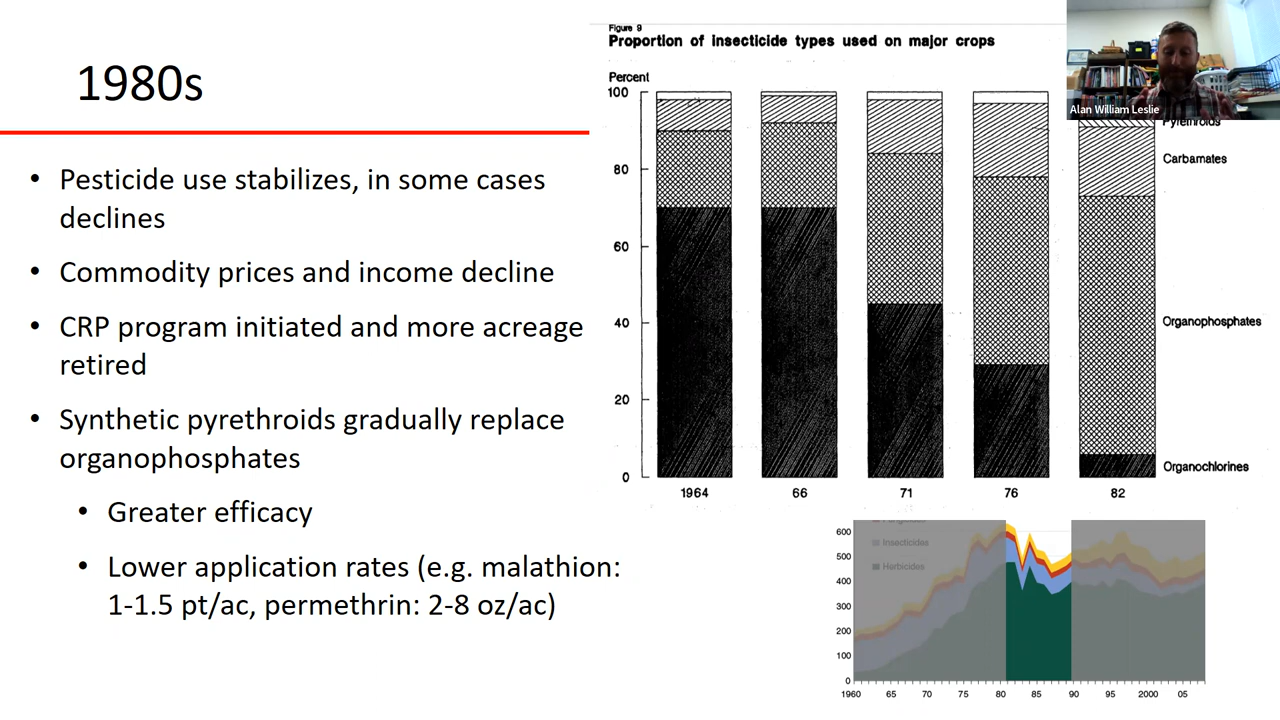 1980s
• Pesticide use stabilizes, in some cases
declines
• Commodity prices and income decline
• CRP program initiated and more acreage
retired
• Synthetic pyrethroids gradually replace
organophosphates
• Greater efficacy
• Lower application rates (e.g. malathion:
1-1.5 pt/ac, permethrin: 2-8 oz/ac)
Figure 9
Proportion of insecticide types used on major crops
Percent
100
80
60
40
20
0
1964 66 71 76 82
Pyrethroids
Carbamates
Organophosphates
Organochlorines
Alan William Leslie
Insecticides
Herbicides
600
500
400
300
200
100
0
1960 65 70 75 80 85 90 95 2000 05